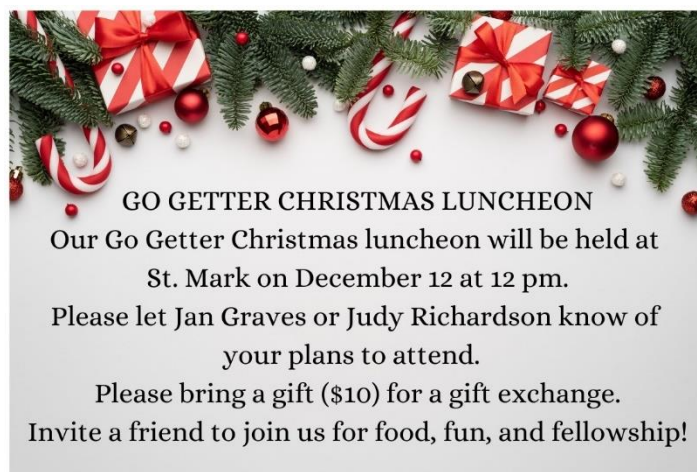 GO GETTER CHRISTMAS LUNCHEON
Our Go Getter Christmas luncheon will be held at
St. Mark on December 12 at 12 pm.
Please let Jan Graves or Judy Richardson know of
your plans to attend.
Please bring a gift ($10) for a gift exchange.
Invite a friend to join us for food, fun, and fellowship!